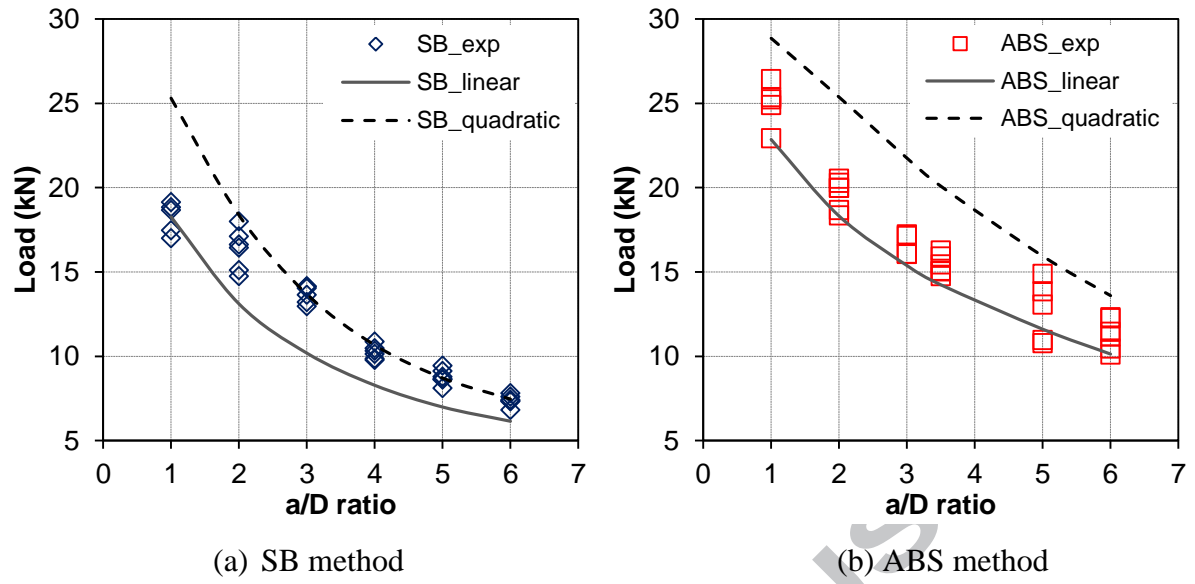 30
25
20
15
10
5
Load (kN)
SB_exp
SB_linear
SB_quadratic
0 1 2 3 4 5 6 7
a/D ratio
(a) SB method
30
25
20
15
10
5
Load (kN)
ABS_exp
ABS_linear
ABS_quadratic
0 1 2 3 4 5 6 7
a/D ratio
(b) ABS method